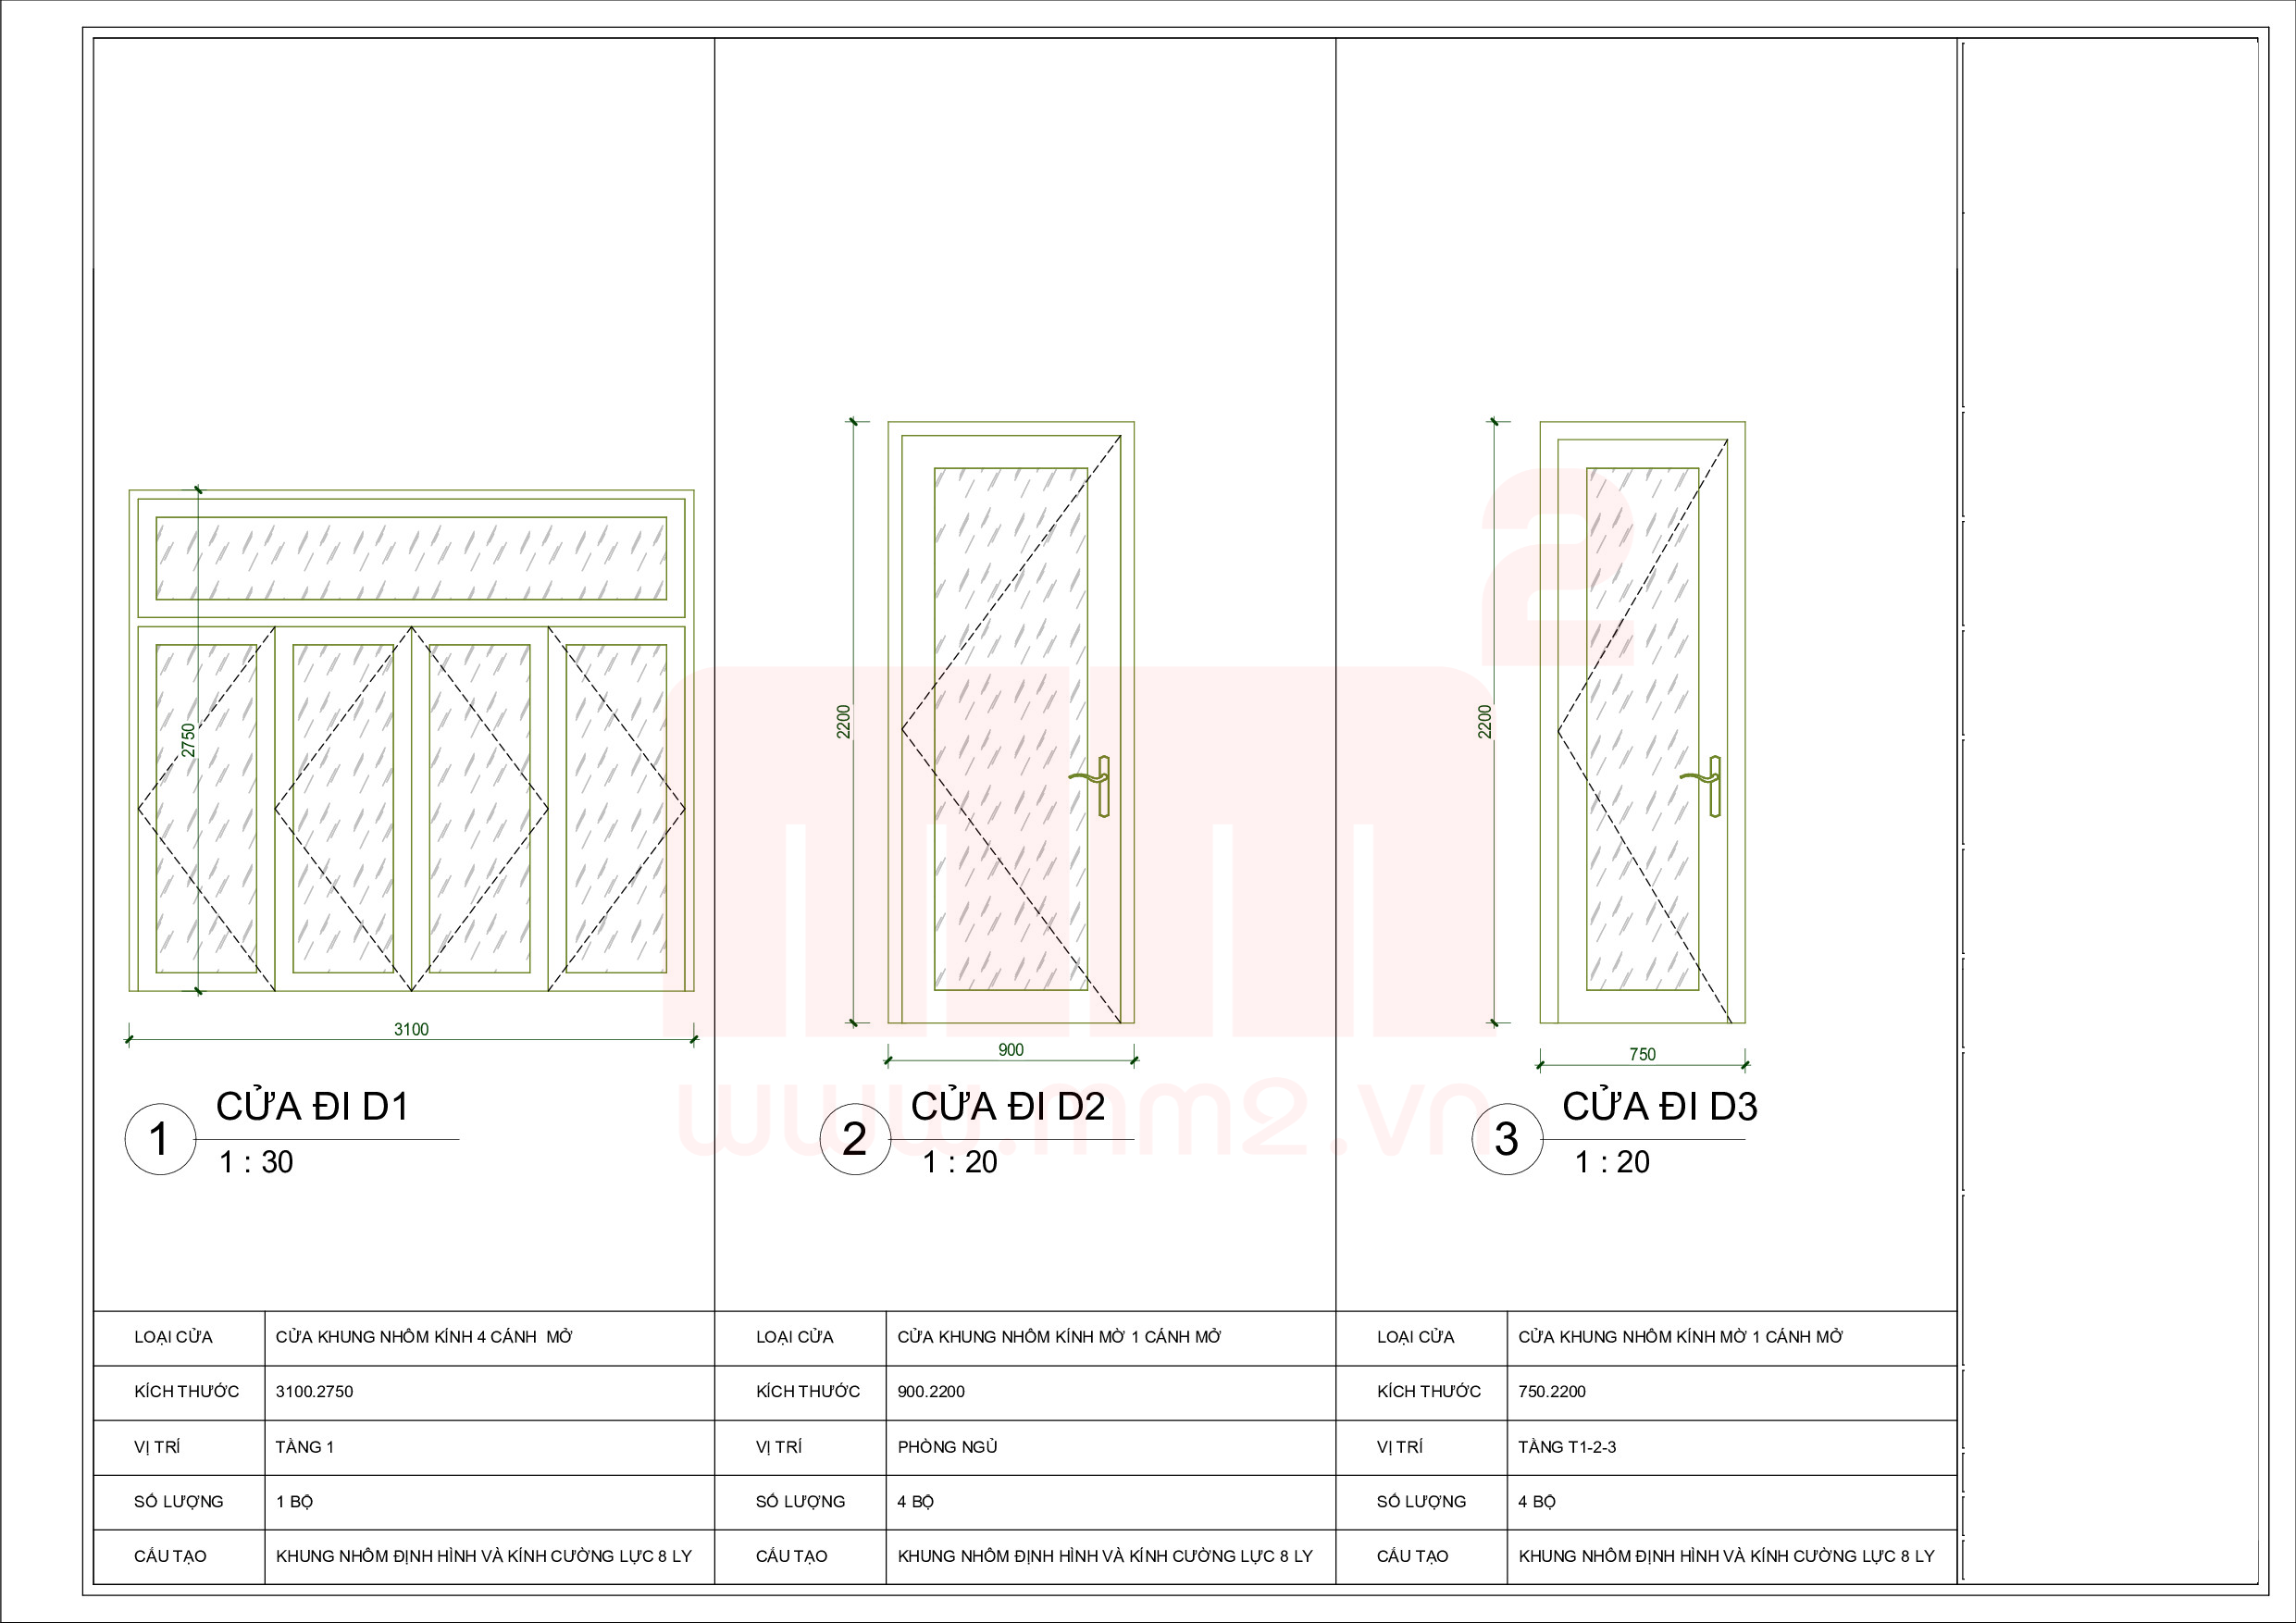 2750
3100
1
CỬA ĐI D1
1 : 30
2200
900
2
CỬA ĐI D2
1 : 20
2200
750
3
CỬA ĐI D3
1 : 20
mm2
www.mm2.vn
LOẠI CỬA CỬA KHUNG NHÔM KÍNH 4 CÁNH MỞ
KÍCH THƯỚC 3100.2750
VỊ TRÍ TẦNG 1
SỐ LƯỢNG 1 BỘ
CẤU TẠO KHUNG NHÔM ĐỊNH HÌNH VÀ KÍNH CƯỜNG LỰC 8 LY
LOẠI CỬA CỬA KHUNG NHÔM KÍNH MỜ 1 CÁNH MỞ
KÍCH THƯỚC 900.2200
VỊ TRÍ PHÒNG NGỦ
SỐ LƯỢNG 4 BỘ
CẤU TẠO KHUNG NHÔM ĐỊNH HÌNH VÀ KÍNH CƯỜNG LỰC 8 LY
LOẠI CỬA CỬA KHUNG NHÔM KÍNH MỜ 1 CÁNH MỞ
KÍCH THƯỚC 750.2200
VỊ TRÍ TẦNG T1-2-3
SỐ LƯỢNG 4 BỘ
CẤU TẠO KHUNG NHÔM ĐỊNH HÌNH VÀ KÍNH CƯỜNG LỰC 8 LY